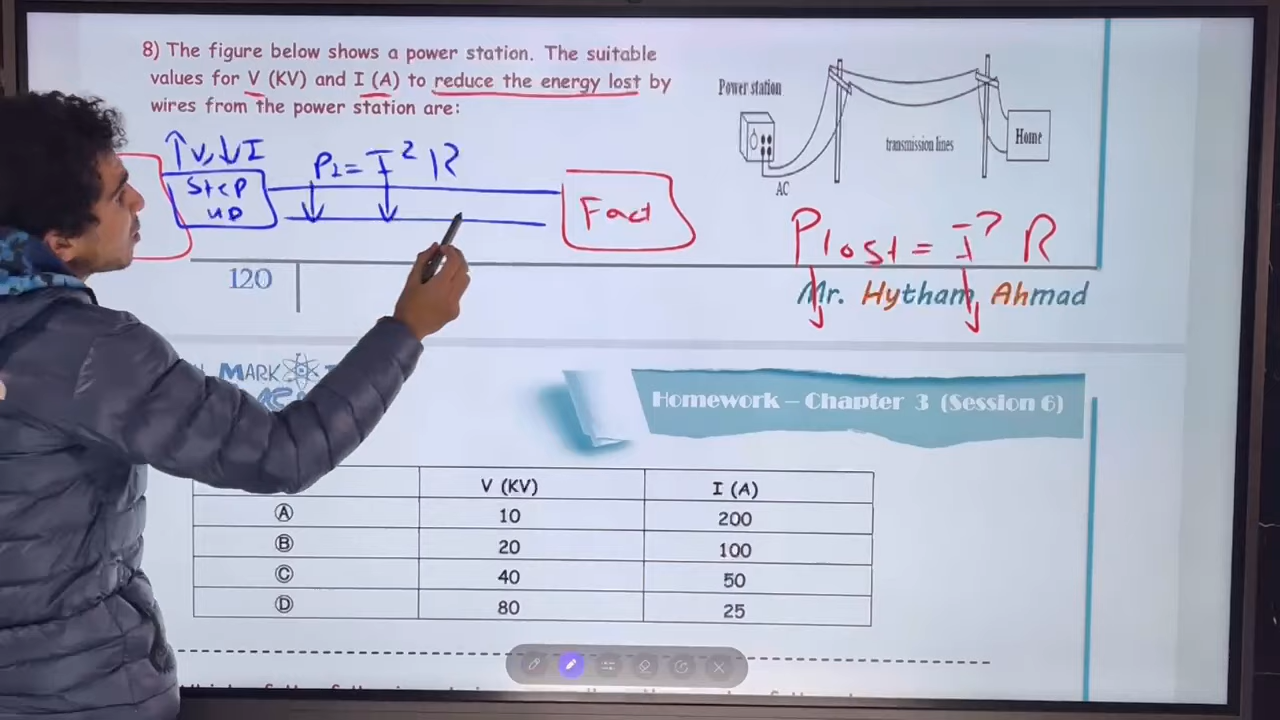 8) The figure below shows a power station. The suitable
values for V (KV) and I (A) to reduce the energy lost by
wires from the power station are:
Power station
AC
transmission lines
Home
↑V, ↓I
Step
up
PL = I² R
Fact
Plost = I² R
120
Mr. Hytham Ahmad
MARK
Homework – Chapter 3 (Session 6)
V (KV) I (A)
Ⓐ 10 200
Ⓑ 20 100
Ⓒ 40 50
Ⓓ 80 25